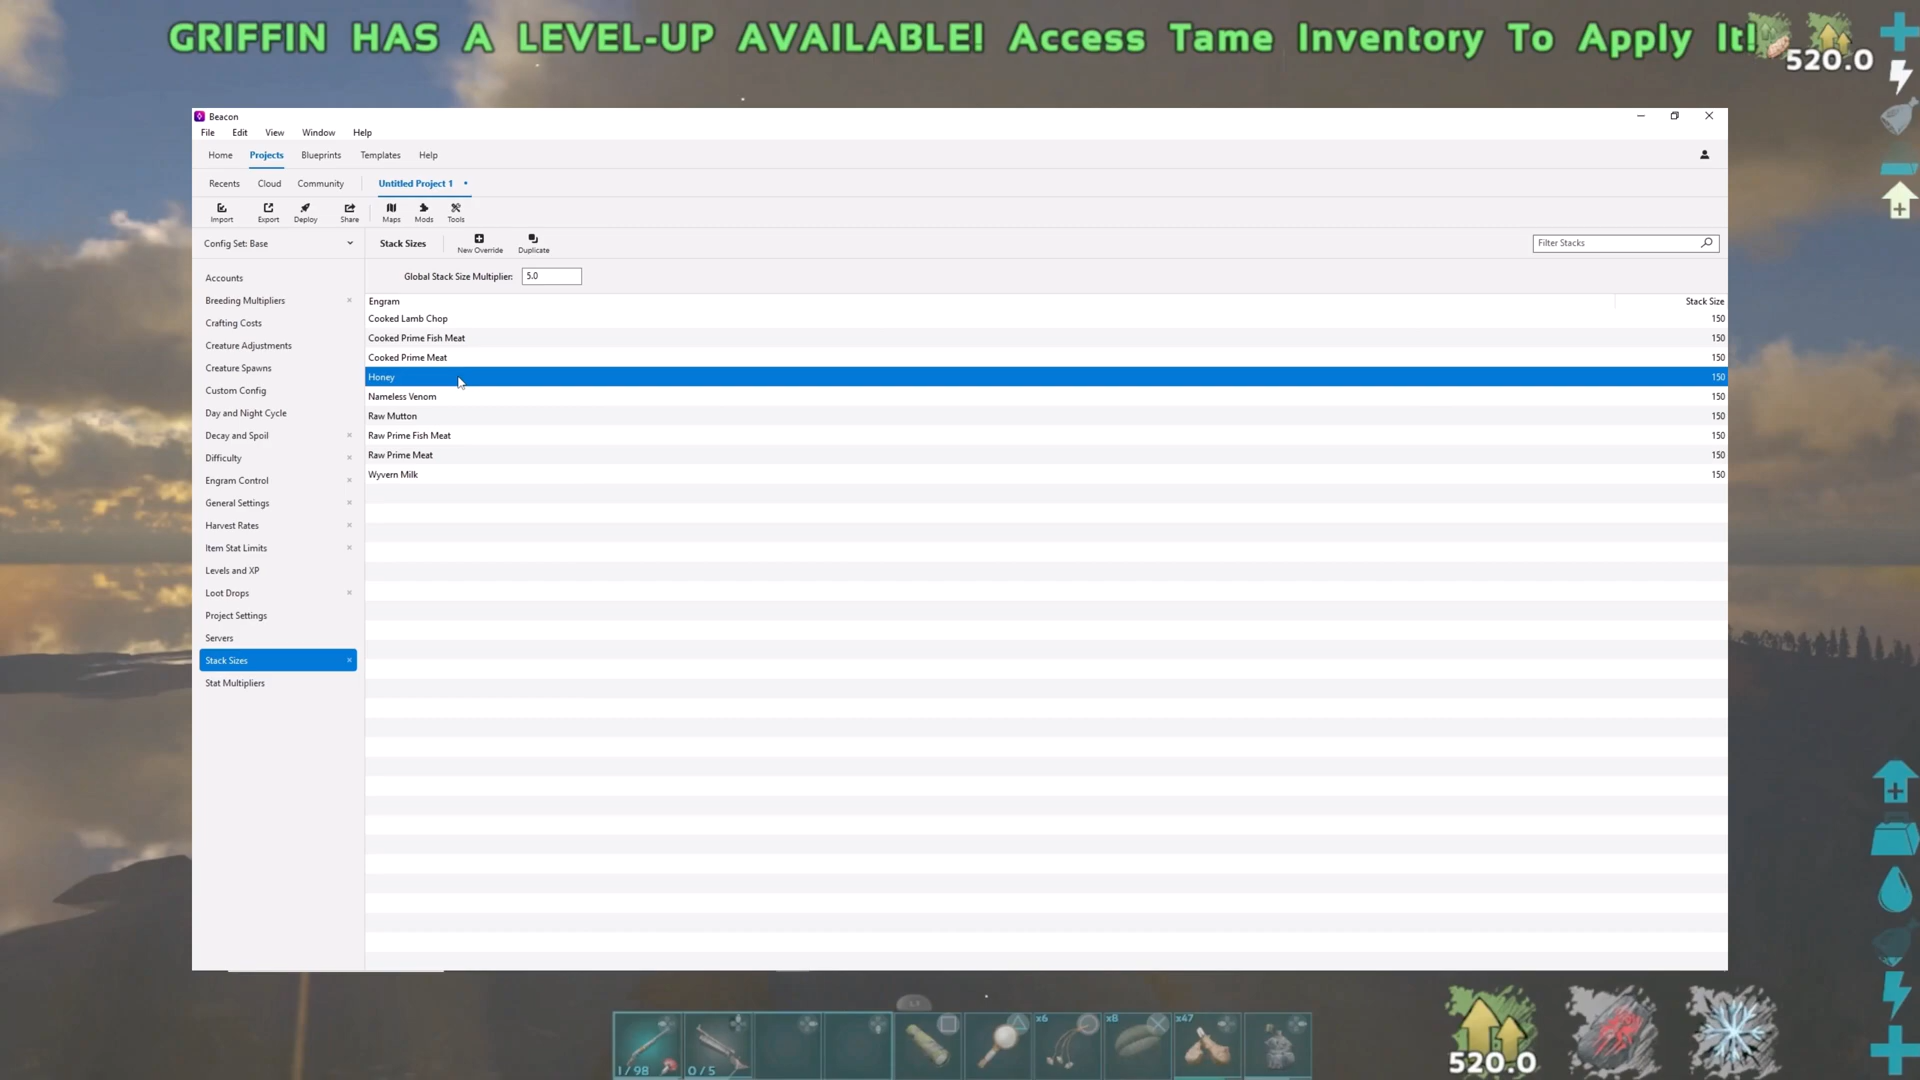 GRIFFIN HAS A LEVEL-UP AVAILABLE! Access Tame Inventory To Apply It!
520.0
Beacon
File Edit View Window Help
Home Projects Blueprints Templates Help
Recents Cloud Community Untitled Project 1 •
Import Export Deploy Share Maps Mods Tools
Config Set: Base
Stack Sizes New Override Duplicate Filter Stacks
Global Stack Size Multiplier: 5.0
Engram Stack Size
Cooked Lamb Chop 150
Cooked Prime Fish Meat 150
Cooked Prime Meat 150
Honey 150
Nameless Venom 150
Raw Mutton 150
Raw Prime Fish Meat 150
Raw Prime Meat 150
Wyvern Milk 150
Accounts
Breeding Multipliers
Crafting Costs
Creature Adjustments
Creature Spawns
Custom Config
Day and Night Cycle
Decay and Spoil
Difficulty
Engram Control
General Settings
Harvest Rates
Item Stat Limits
Levels and XP
Loot Drops
Project Settings
Servers
Stack Sizes
Stat Multipliers
x6 x8 x47
1/98 0/5
520.0